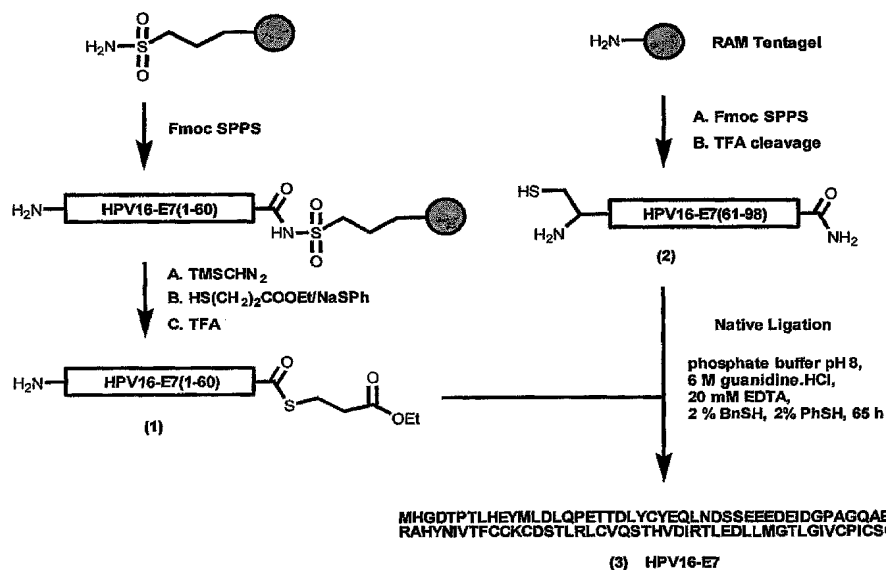 H₂N
RAM Tentagel
H₂N
O
S
O
Fmoc SPPS
A. Fmoc SPPS
B. TFA cleavage
H₂N
HPV16-E7(1-60)
O
HN
O
S
O
HS
H₂N
HPV16-E7(61-98)
O
NH₂
(2)
A. TMSCHN₂
B. HS(CH₂)₂COOEt/NaSPh
C. TFA
Native Ligation
phosphate buffer pH 8,
6 M guanidine.HCl,
20 mM EDTA,
2 % BnSH, 2% PhSH, 65 h
H₂N
HPV16-E7(1-60)
O
S
O
OEt
(1)
MHGDTPTLHEYMLDLQPETTDLYCYEQLNDSSEEEDEIDGPAGQAE
RAHYNIVTFCCKCDSTLRLCVQSTHVDIRTLEDLLMGTLGIVCPICS
(3) HPV16-E7